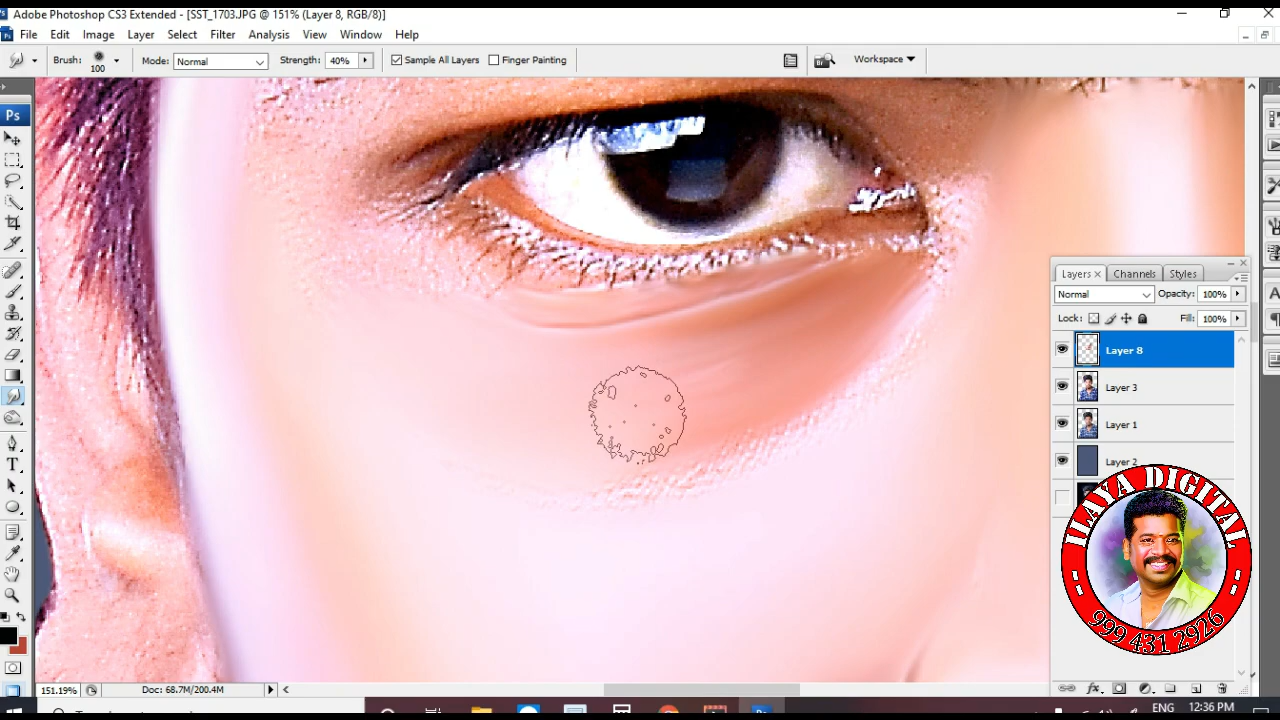 Adobe Photoshop CS3 Extended - [SST_1703.JPG @ 151% (Layer 8, RGB/8)]
File Edit Image Layer Select Filter Analysis View Window Help
Brush: 100 Mode: Normal Strength: 40% Sample All Layers Finger Painting Workspace
Ps
Layers Channels Styles
Normal Opacity: 100%
Lock: Fill: 100%
Layer 8
Layer 3
Layer 1
Layer 2
ILAYA DIGITAL
999 431 2926
151.19% Doc: 68.7M/200.4M
ENG 12:36 PM